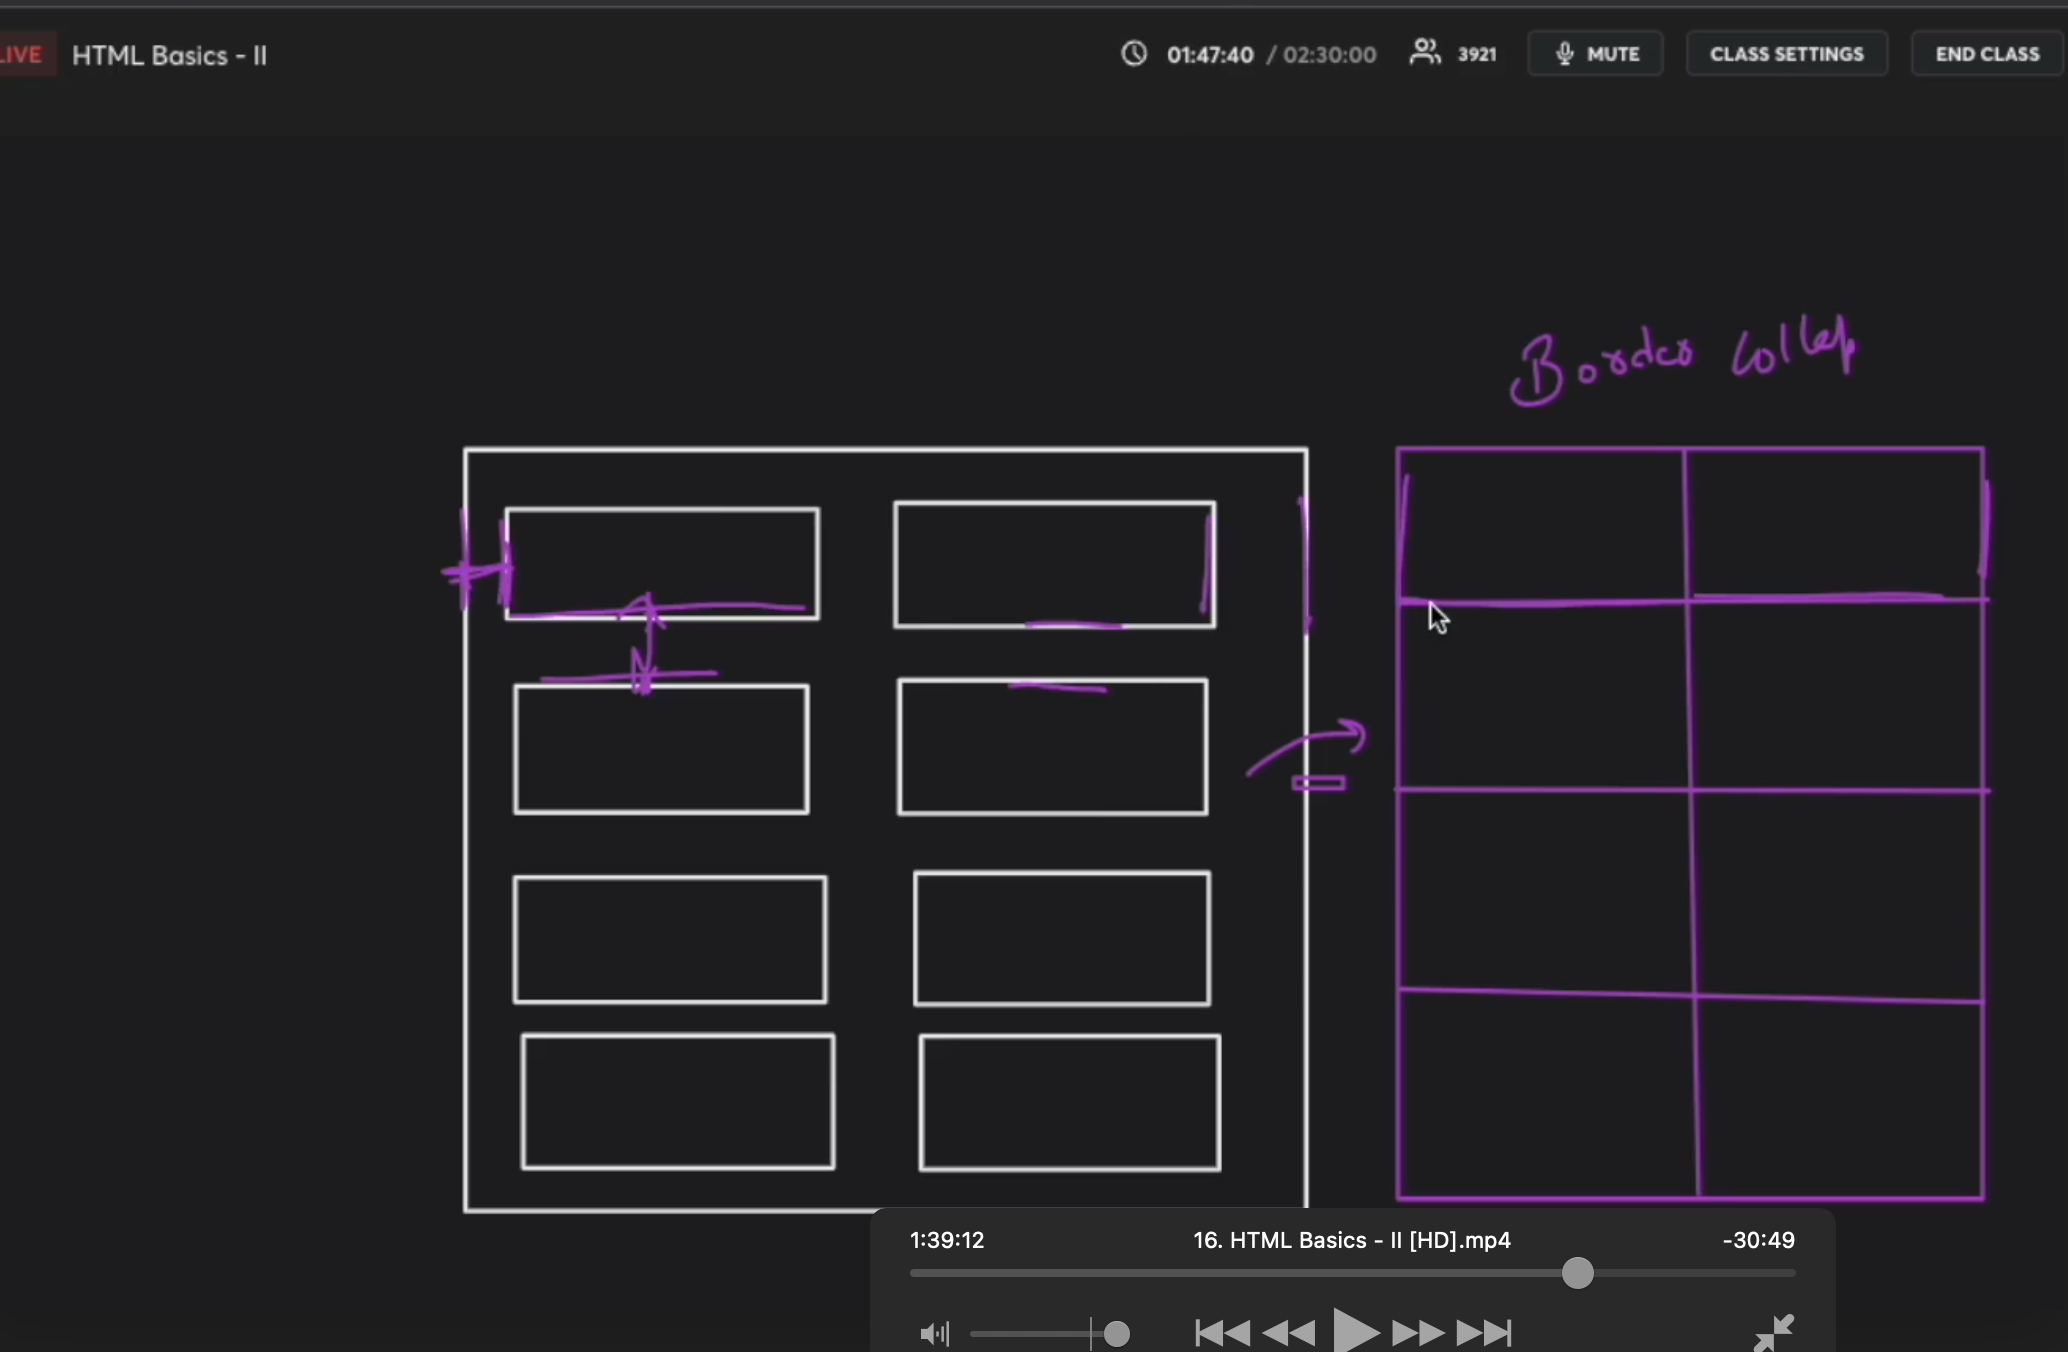 LIVE HTML Basics - II 01:47:40 / 02:30:00 3921 MUTE CLASS SETTINGS END CLASS
Border Collap
1:39:12 16. HTML Basics - II [HD].mp4 -30:49